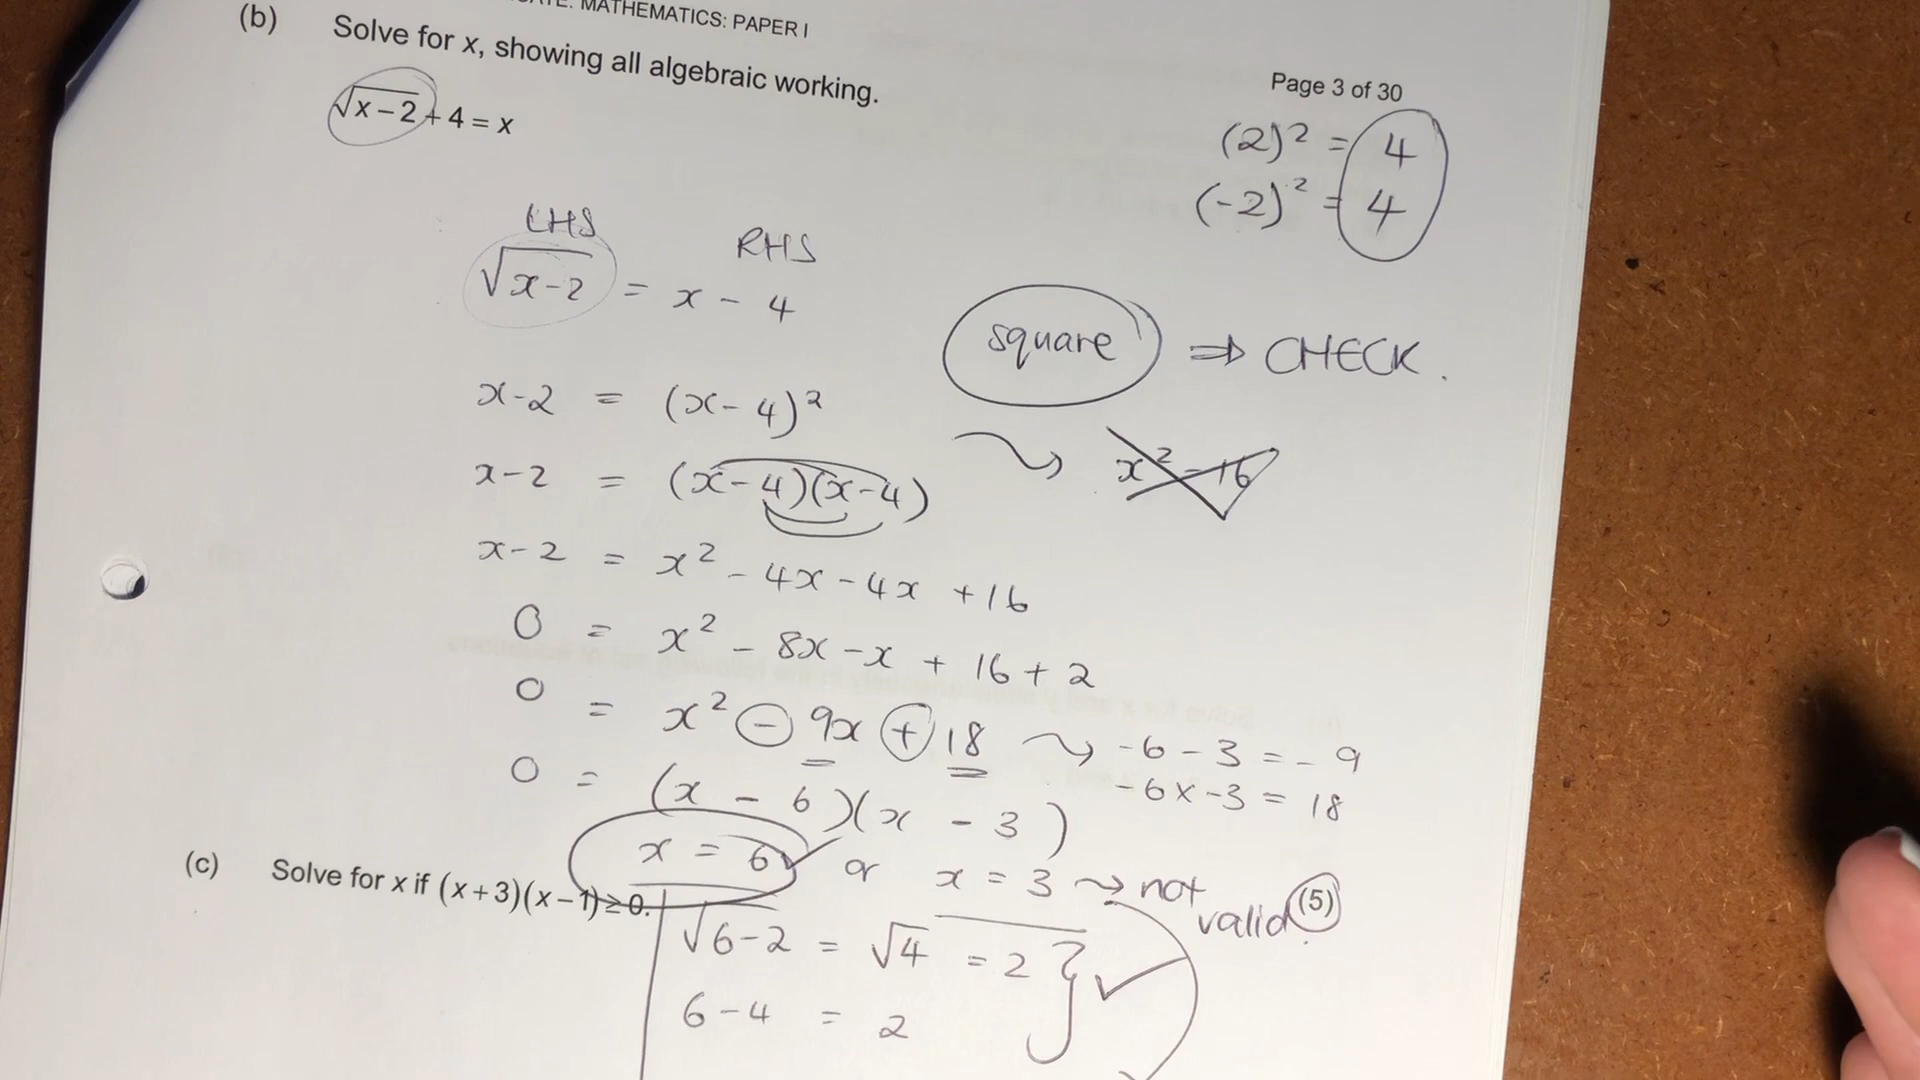 MATHEMATICS: PAPER I
Page 3 of 30
(b) Solve for x, showing all algebraic working.
√x − 2 + 4 = x
(2)² = 4
(-2)² = 4
LHS RHS
√x-2 = x - 4
square ⇒ CHECK.
x-2 = (x-4)²
x² - 16
x-2 = (x-4)(x-4)
x-2 = x² - 4x - 4x + 16
0 = x² - 8x - x + 16 + 2
0 = x² - 9x + 18
-6 - 3 = - 9
-6 x -3 = 18
0 = (x - 6)(x - 3)
x = 6 ✓ or x = 3 → not valid.
(5)
(c) Solve for x if (x + 3)(x − 1) ≥ 0.
√6-2 = √4 = 2
6 - 4 = 2
✓